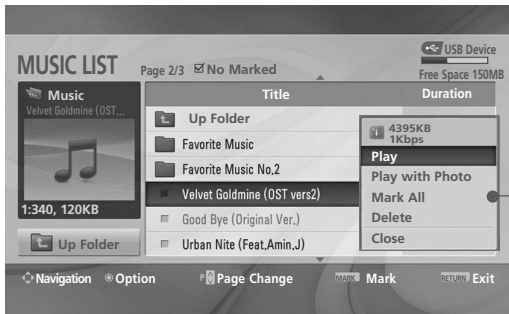 MUSIC LIST
Page 2/3 No Marked
USB Device
Free Space 150MB
Music
Velvet Goldmine (OST...
1:340, 120KB
Up Folder
Title
Duration
Up Folder
Favorite Music
Favorite Music No.2
Velvet Goldmine (OST vers2)
Good Bye (Original Ver.)
Urban Nite (Feat.Amin.J)
4395KB
1Kbps
Play
Play with Photo
Mark All
Delete
Close
Navigation Option P Page Change MARK Mark RETURN Exit